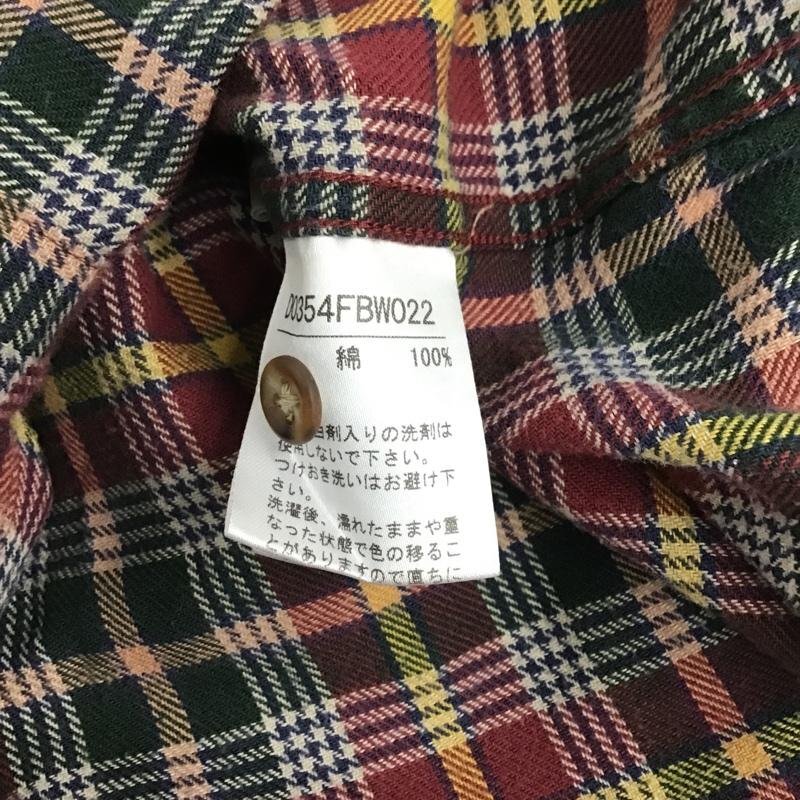 D0354FBW022
綿 100%
剤入りの洗剤は
使用しないで下さい。
つけおき洗いはお避け下
さい。
洗濯後、濡れたままや重
なった状態で色の移るこ
とがありますので直ちに